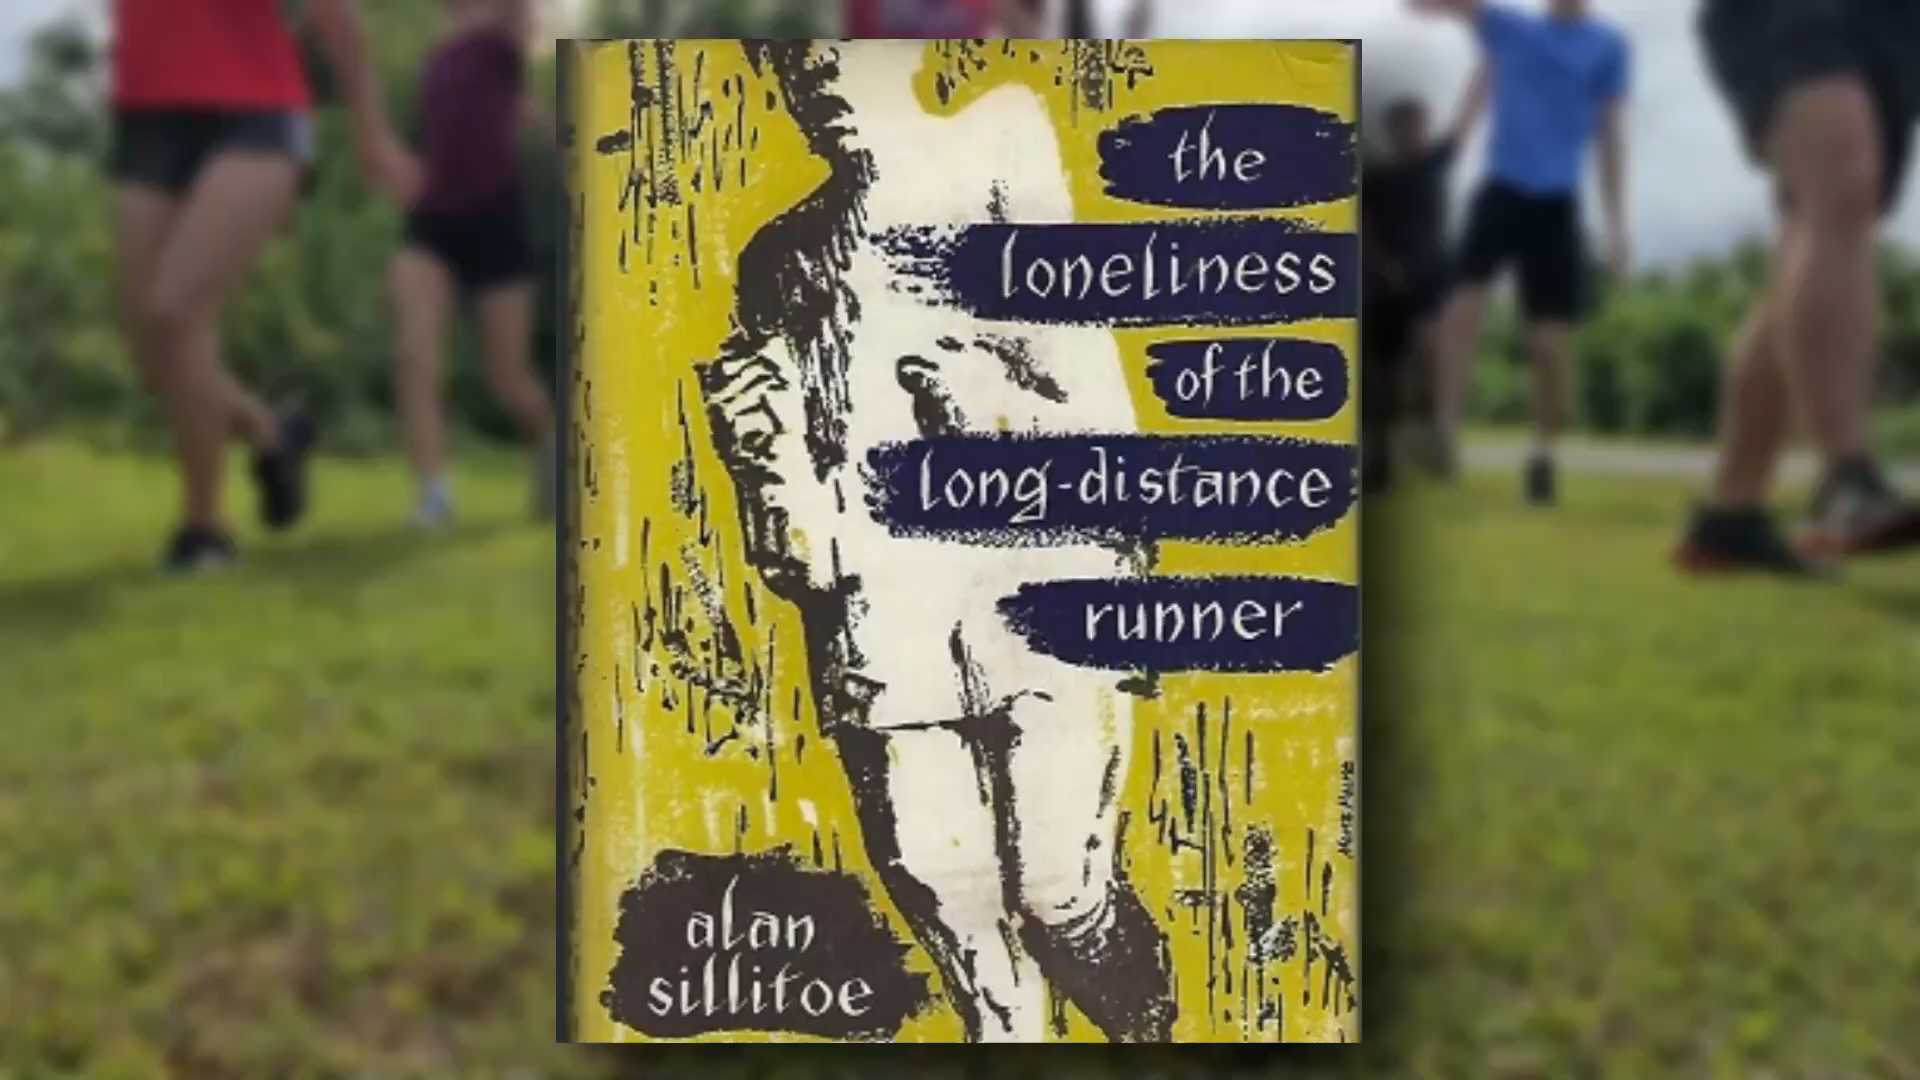 the
loneliness
of the
long-distance
runner
alan
sillitoe